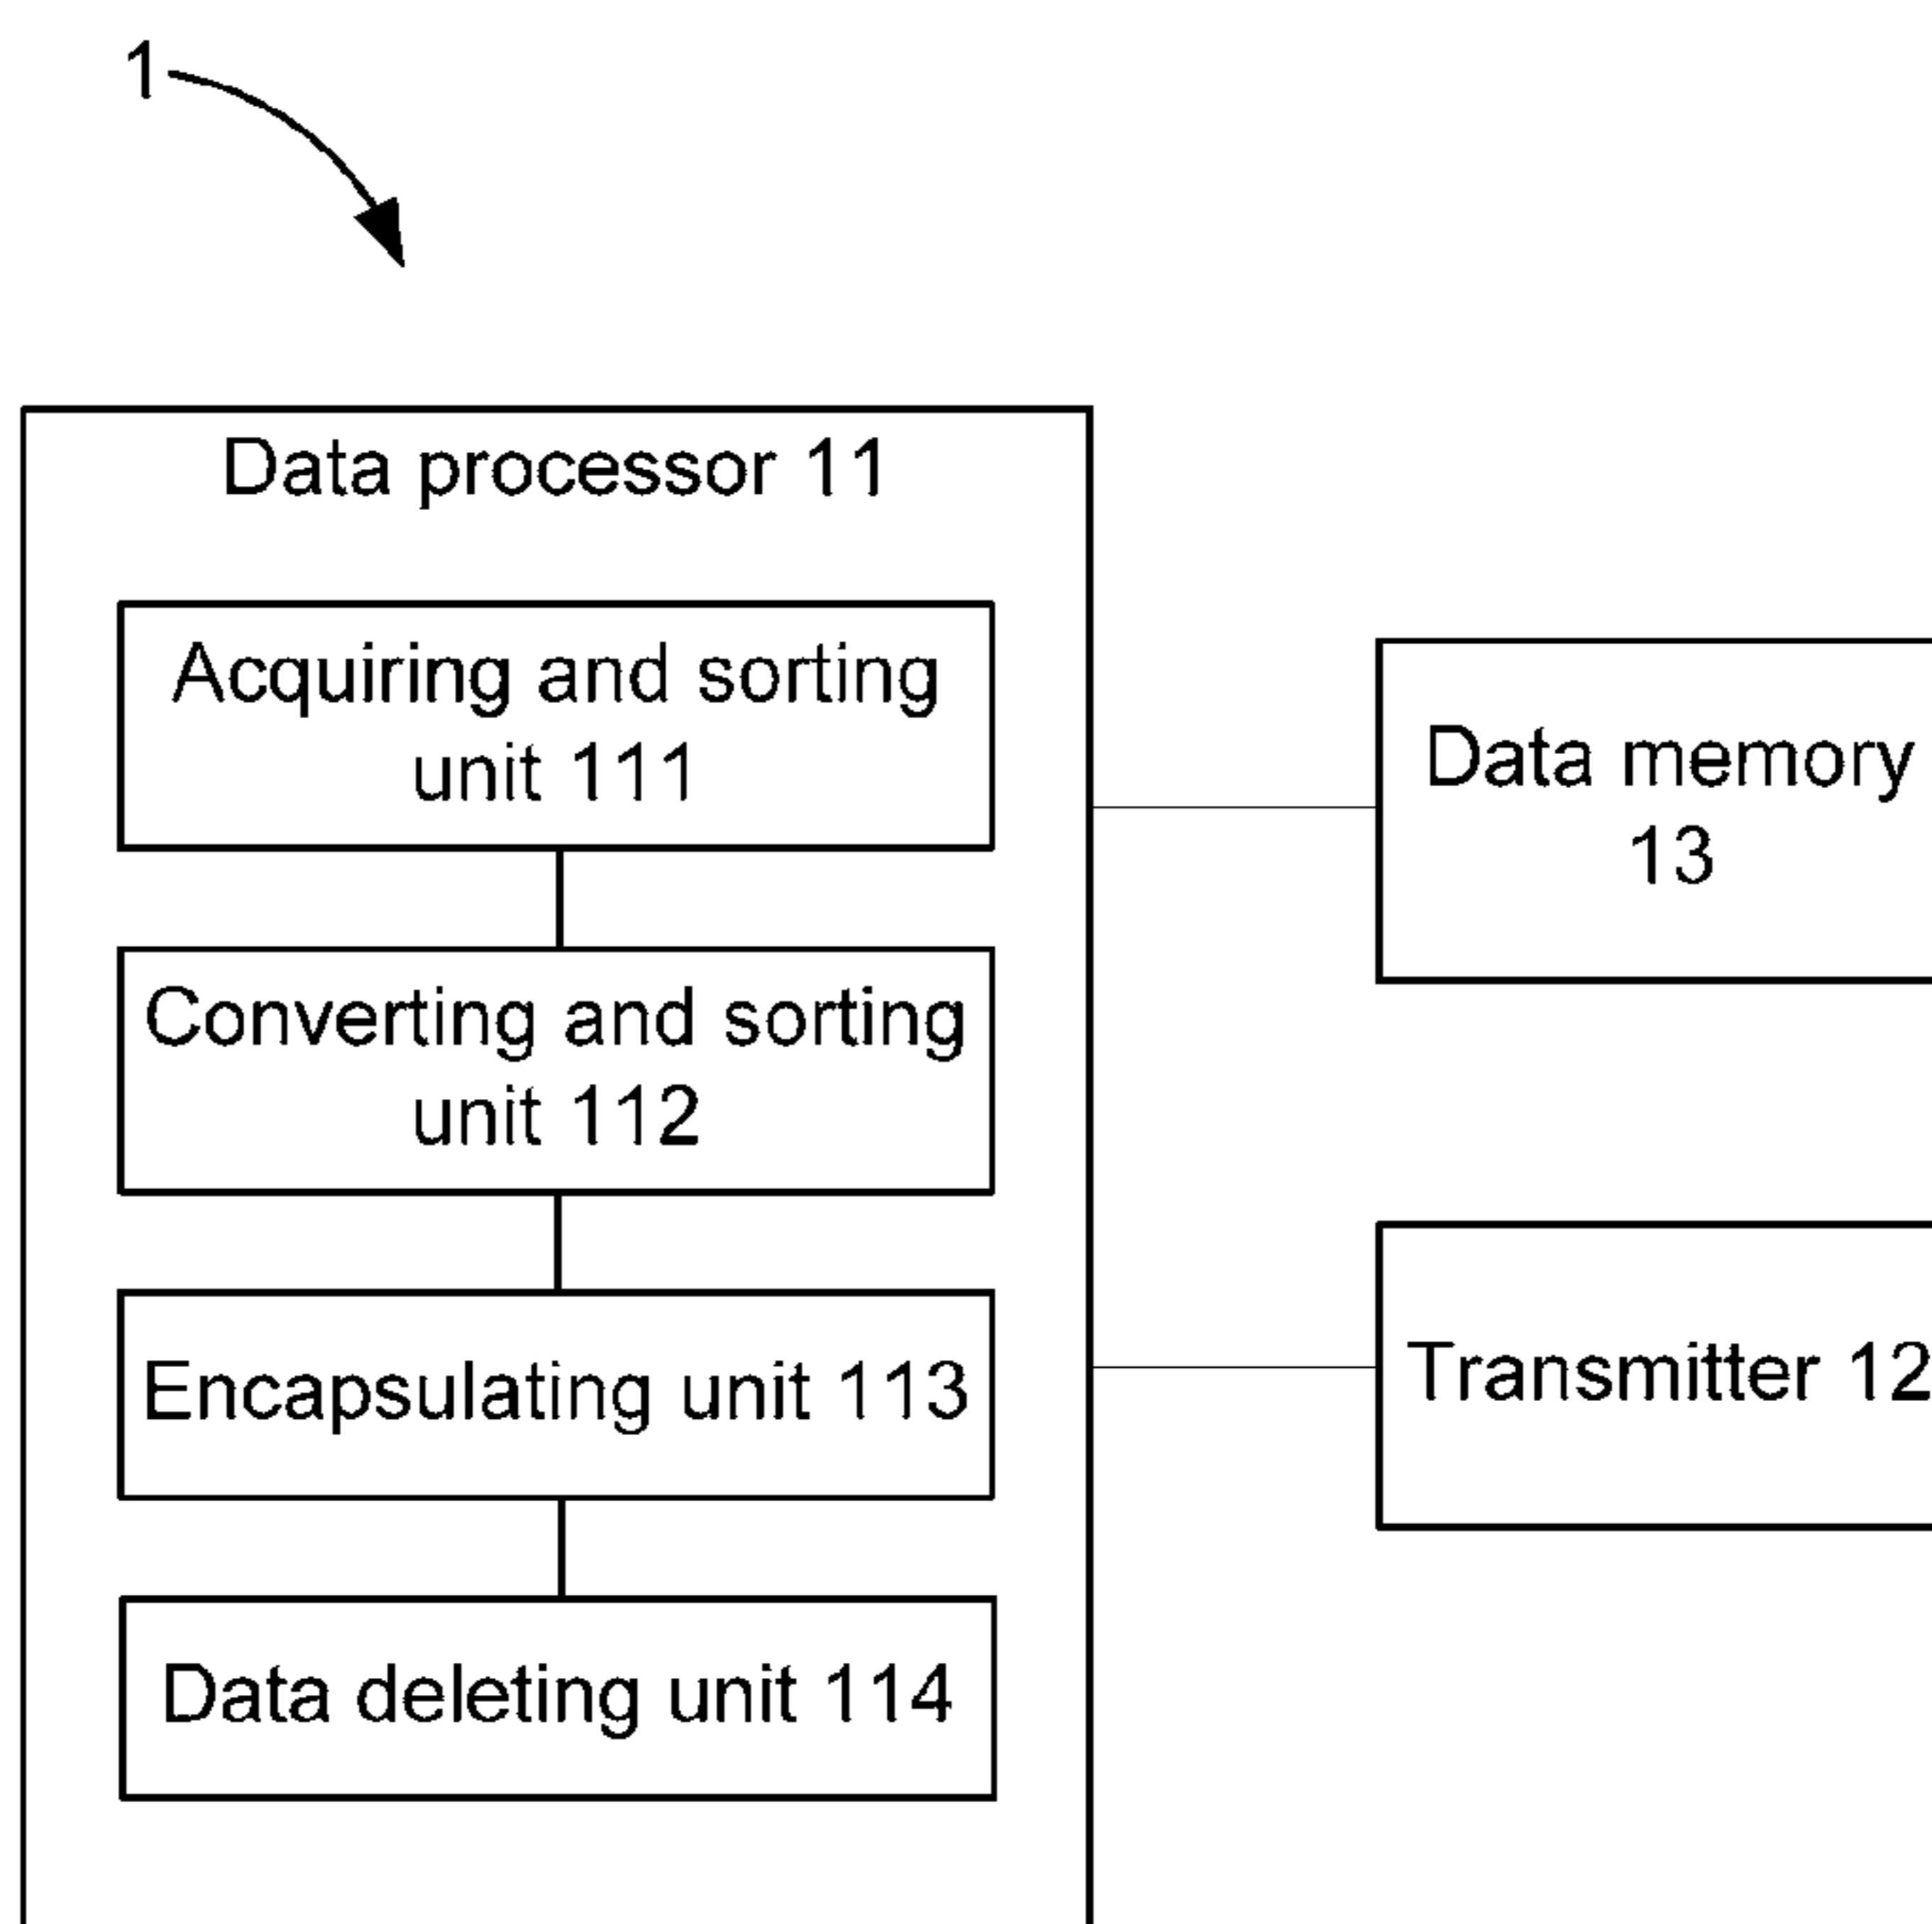 1
Data processor 11
Acquiring and sorting
unit 111
Converting and sorting
unit 112
Encapsulating unit 113
Data deleting unit 114
Data memory
13
Transmitter 12